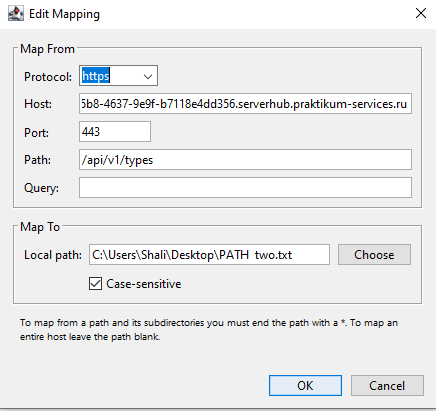 Edit Mapping
Map From
Protocol: https
Host: 5b8-4637-9e9f-b7118e4dd356.serverhub.praktikum-services.ru
Port: 443
Path: /api/v1/types
Query:
Map To
Local path: C:\Users\Shali\Desktop\PATH two.txt Choose
Case-sensitive
To map from a path and its subdirectories you must end the path with a *. To map an
entire host leave the path blank.
OK Cancel